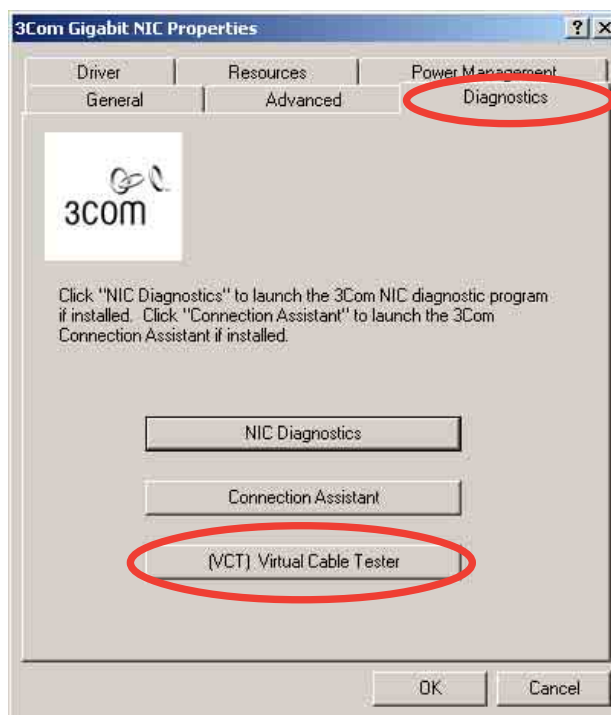 3Com Gigabit NIC Properties
Driver Resources Power Management
General Advanced Diagnostics
3COM
Click "NIC Diagnostics" to launch the 3Com NIC diagnostic program
if installed. Click "Connection Assistant" to launch the 3Com
Connection Assistant if installed.
NIC Diagnostics
Connection Assistant
(VCT) Virtual Cable Tester
OK Cancel